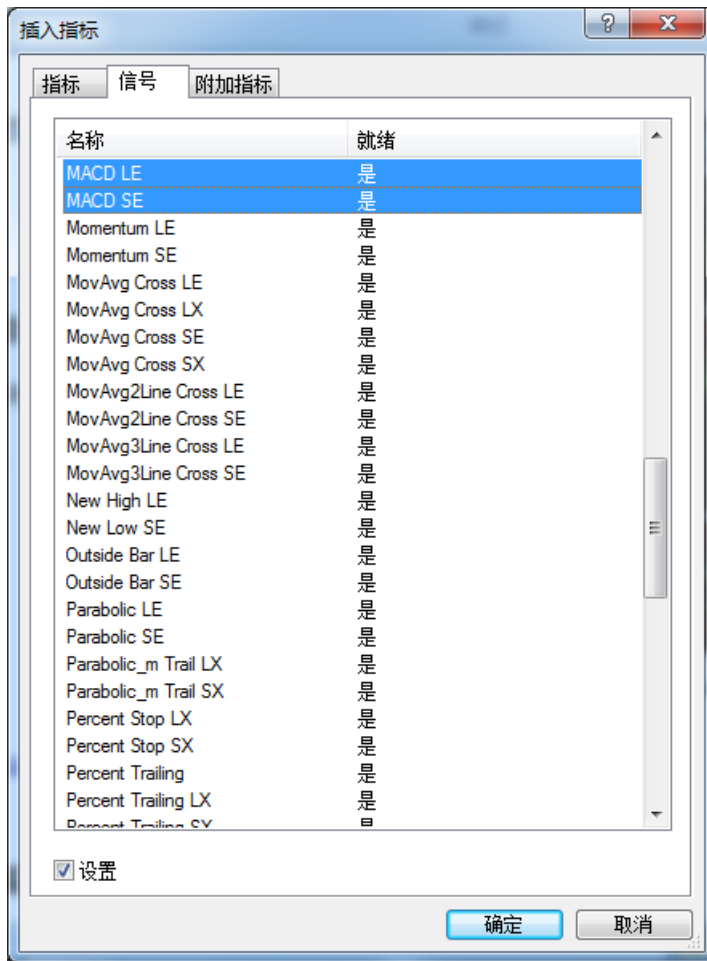 插入指标
指标 信号 附加指标
名称 就绪
MACD LE 是
MACD SE 是
Momentum LE 是
Momentum SE 是
MovAvg Cross LE 是
MovAvg Cross LX 是
MovAvg Cross SE 是
MovAvg Cross SX 是
MovAvg2Line Cross LE 是
MovAvg2Line Cross SE 是
MovAvg3Line Cross LE 是
MovAvg3Line Cross SE 是
New High LE 是
New Low SE 是
Outside Bar LE 是
Outside Bar SE 是
Parabolic LE 是
Parabolic SE 是
Parabolic_m Trail LX 是
Parabolic_m Trail SX 是
Percent Stop LX 是
Percent Stop SX 是
Percent Trailing 是
Percent Trailing LX 是
Percent Trailing SX 是
设置
确定 取消